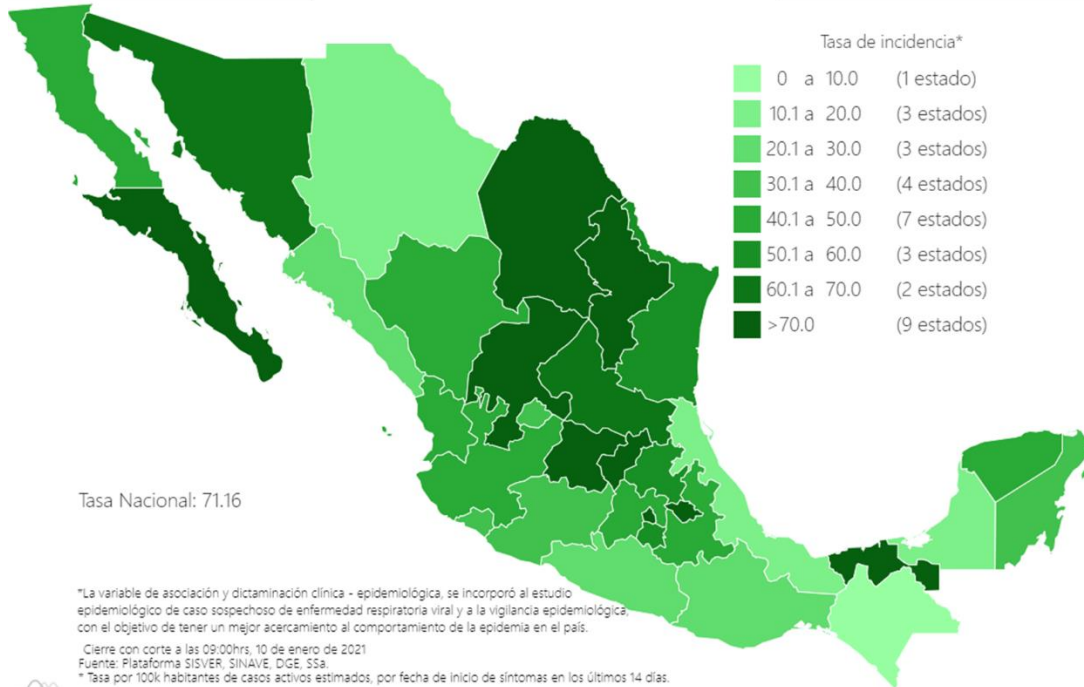 Tasa de incidencia*
0 a 10.0 (1 estado)
10.1 a 20.0 (3 estados)
20.1 a 30.0 (3 estados)
30.1 a 40.0 (4 estados)
40.1 a 50.0 (7 estados)
50.1 a 60.0 (3 estados)
60.1 a 70.0 (2 estados)
>70.0 (9 estados)
Tasa Nacional: 71.16
*La variable de asociación y dictaminación clínica - epidemiológica, se incorporó al estudio
epidemiológico de caso sospechoso de enfermedad respiratoria viral y a la vigilancia epidemiológica,
con el objetivo de tener un mejor acercamiento al comportamiento de la epidemia en el país.
Cierre con corte a las 09:00hrs, 10 de enero de 2021
Fuente: Plataforma SISVER, SINAVE, DGE, SSa.
* Tasa por 100k habitantes de casos activos estimados, por fecha de inicio de síntomas en los últimos 14 días.